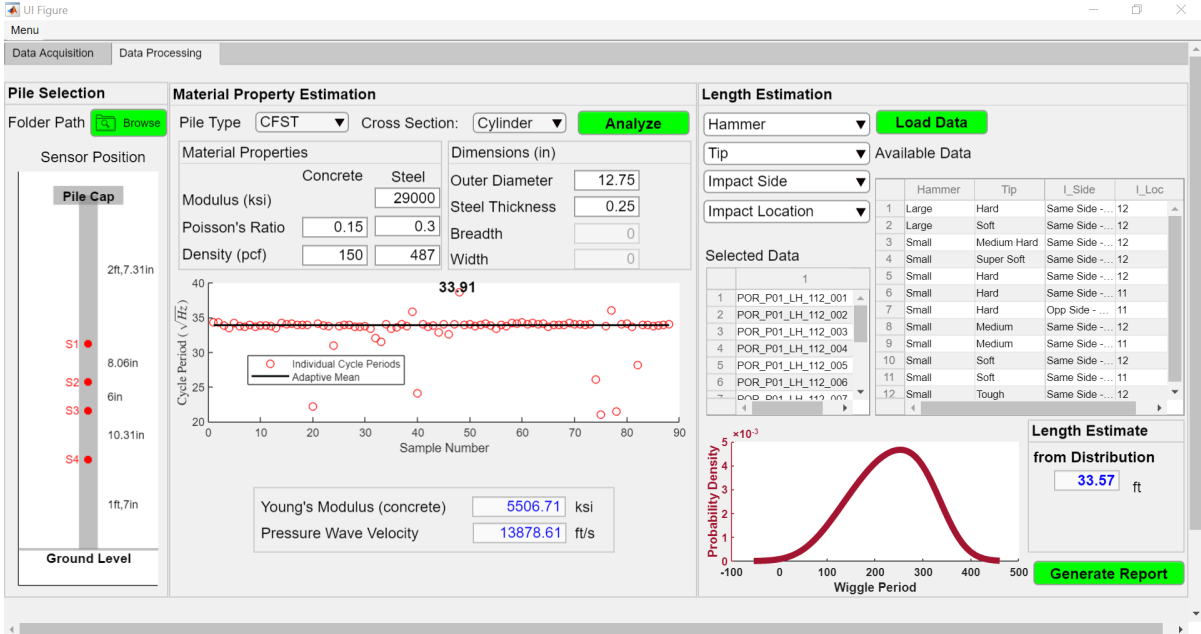 UI Figure
Menu
Data Acquisition Data Processing
Pile Selection
Folder Path Browse
Sensor Position
Pile Cap
2ft,7.31in
S1
8.06in
S2
6in
S3
10.31in
S4
1ft,7in
Ground Level
Material Property Estimation
Pile Type CFST Cross Section: Cylinder Analyze
Material Properties
Concrete Steel
Modulus (ksi) 29000
Poisson's Ratio 0.15 0.3
Density (pcf) 150 487
Dimensions (in)
Outer Diameter 12.75
Steel Thickness 0.25
Breadth 0
Width 0
33.91
Cycle Period (√Hz)
40
35
30
25
20
Individual Cycle Periods
Adaptive Mean
0 10 20 30 40 50 60 70 80 90
Sample Number
Young's Modulus (concrete) 5506.71 ksi
Pressure Wave Velocity 13878.61 ft/s
Length Estimation
Hammer
Tip
Impact Side
Impact Location
Load Data
Available Data
Hammer Tip I_Side I_Loc
1 Large Hard Same Side -... 12
2 Large Soft Same Side -... 12
3 Small Medium Hard Same Side -... 12
4 Small Super Soft Same Side -... 12
5 Small Hard Same Side -... 12
6 Small Hard Same Side -... 11
7 Small Hard Opp Side - ... 11
8 Small Medium Same Side -... 12
9 Small Medium Same Side -... 11
10 Small Soft Same Side -... 12
11 Small Soft Same Side -... 11
12 Small Tough Same Side -... 12
Selected Data
1
1 POR_P01_LH_112_001
2 POR_P01_LH_112_002
3 POR_P01_LH_112_003
4 POR_P01_LH_112_004
5 POR_P01_LH_112_005
6 POR_P01_LH_112_006
7 POR_P01_LH_112_007
×10⁻³
Probability Density
5
4
3
2
1
0
-100 0 100 200 300 400 500
Wiggle Period
Length Estimate
from Distribution
33.57 ft
Generate Report